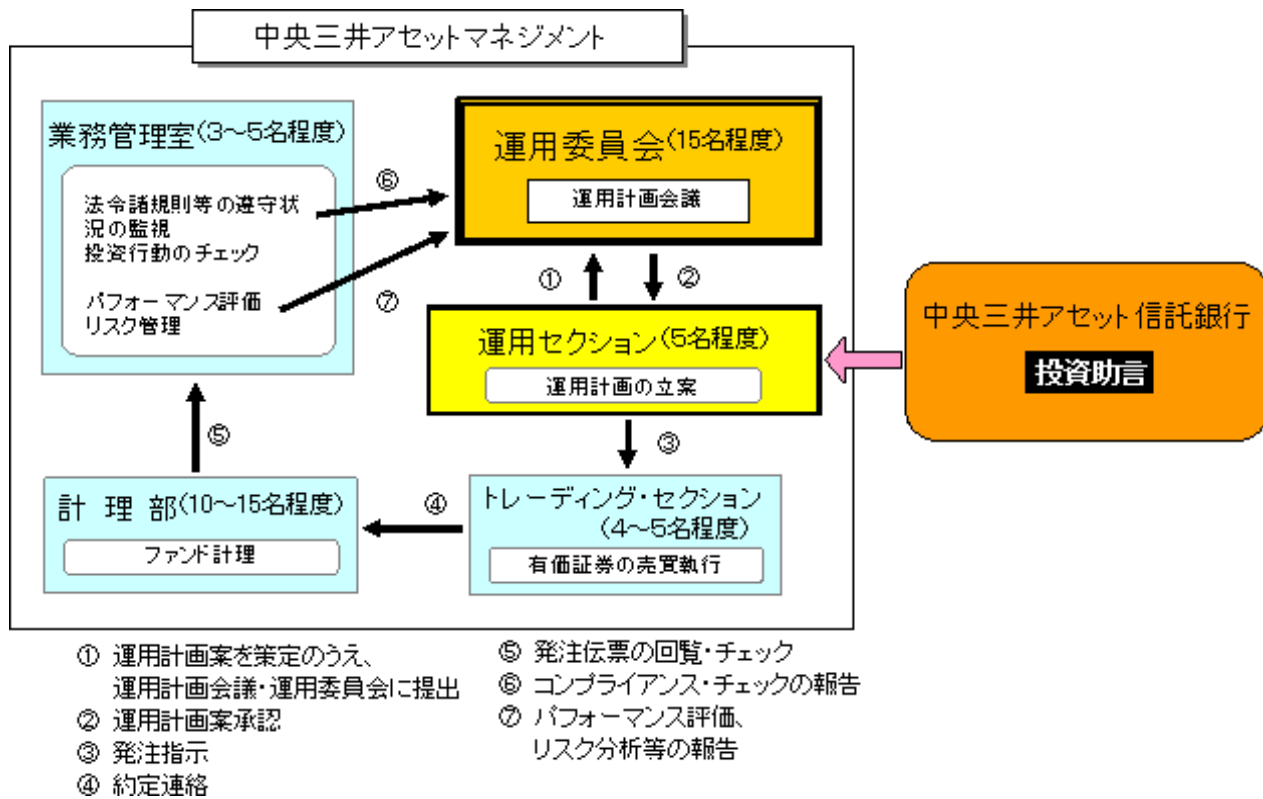 中央三井アセットマネジメント
業務管理室(3～5名程度)
法令諸規則等の遵守状
況の監視
投資行動のチェック
パフォーマンス評価
リスク管理
⑥
⑦
運用委員会(15名程度)
運用計画会議
①
②
運用セクション(5名程度)
運用計画の立案
中央三井アセット信託銀行
投資助言
⑤
③
計理部(10～15名程度)
ファンド計理
④
トレーディング・セクション
(4～5名程度)
有価証券の売買執行
① 運用計画案を策定のうえ、
運用計画会議・運用委員会に提出
② 運用計画案承認
③ 発注指示
④ 約定連絡
⑤ 発注伝票の回覧・チェック
⑥ コンプライアンス・チェックの報告
⑦ パフォーマンス評価、
リスク分析等の報告